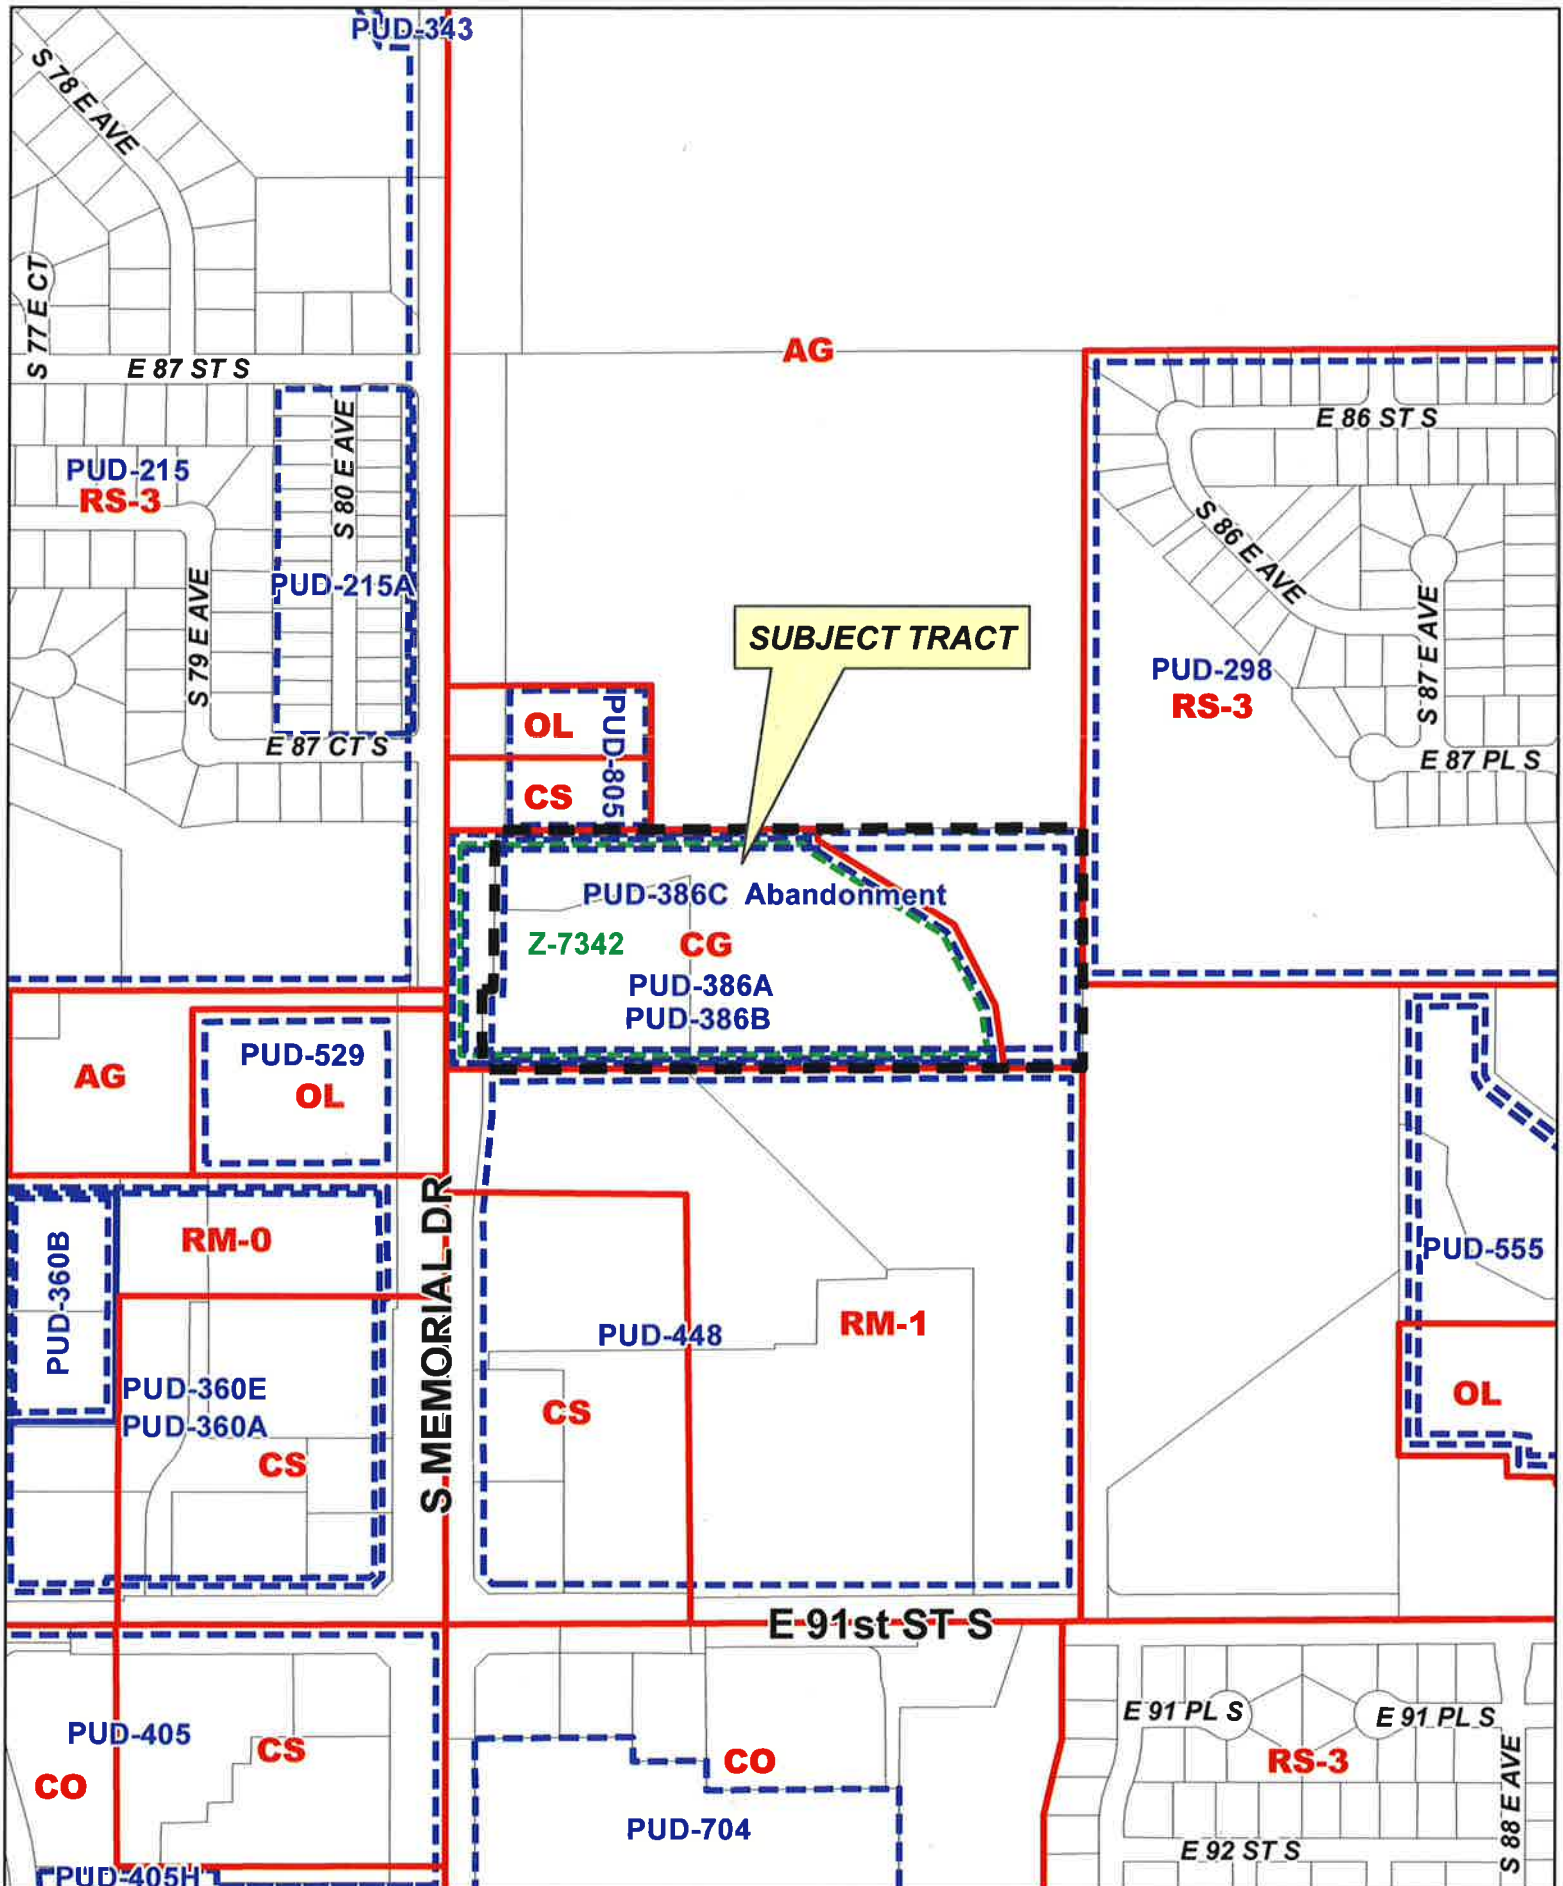 PUD-343
S 78 E AVE
S 77 E CT
E 87 ST S
AG
E 86 ST S
PUD-215
RS-3
S 80 E AVE
S 86 E AVE
PUD-215A
S 79 E AVE
S 87 E AVE
SUBJECT TRACT
PUD-298
RS-3
OL
PUD-805
E 87 CT S
E 87 PL S
CS
PUD-386C Abandonment
Z-7342
CG
PUD-386A
PUD-386B
PUD-529
AG
OL
RM-0
PUD-360B
S MEMORIAL DR
PUD-555
RM-1
PUD-448
PUD-360E
PUD-360A
CS
OL
CS
E 91st ST S
E 91 PL S
E 91 PL S
PUD-405
CS
CO
RS-3
CO
S 88 E AVE
PUD-704
E 92 ST S
PUD-405H